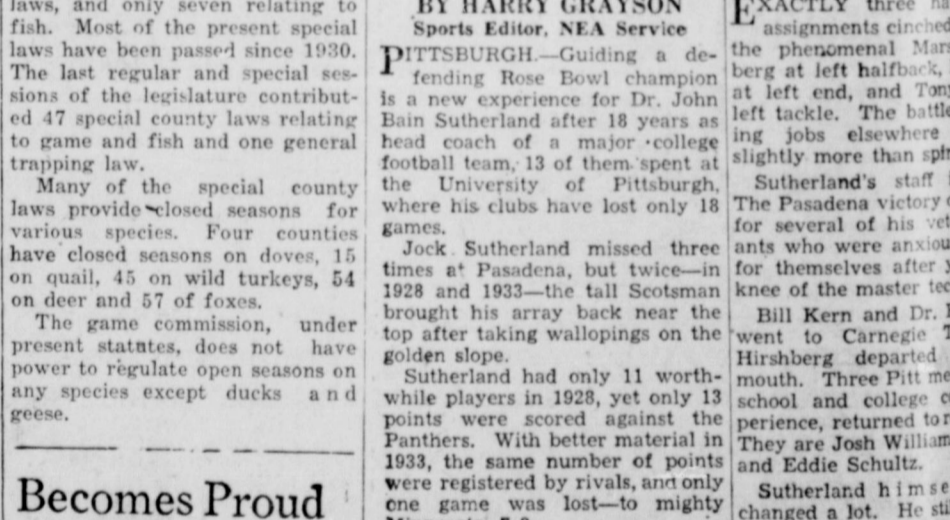 laws, and only seven relating to
fish. Most of the present special
laws have been passed since 1930.
The last regular and special ses-
sions of the legislature contribut-
ed 47 special county laws relating
to game and fish and one general
trapping law.
Many of the special county
laws provide closed seasons for
various species. Four counties
have closed seasons on doves, 15
on quail, 45 on wild turkeys, 54
on deer and 57 of foxes.
The game commission, under
present statutes, does not have
power to regulate open seasons on
any species except ducks and
geese.
Becomes Proud
BY HARRY GRAYSON
Sports Editor, NEA Service
PITTSBURGH.—Guiding a de-
fending Rose Bowl champion
is a new experience for Dr. John
Bain Sutherland after 18 years as
head coach of a major college
football team, 13 of them spent at
the University of Pittsburgh,
where his clubs have lost only 18
games.
Jock Sutherland missed three
times at Pasadena, but twice—in
1928 and 1933—the tall Scotsman
brought his array back near the
top after taking wallopings on the
golden slope.
Sutherland had only 11 worth-
while players in 1928, yet only 13
points were scored against the
Panthers. With better material in
1933, the same number of points
were registered by rivals, and only
one game was lost—to mighty
EXACTLY three
assignments cinched
the phenomenal
berg at left halfback,
at left end, and
left tackle. The
ing jobs elsewhere
slightly more than
Sutherland's staff
The Pasadena victory
for several of his
ants who were
for themselves after
knee of the master
Bill Kern and Dr.
went to Carnegie
Hirshberg departed
mouth. Three Pitt
school and college
perience, returned
They are Josh
and Eddie Schultz.
Sutherland
changed a lot. He